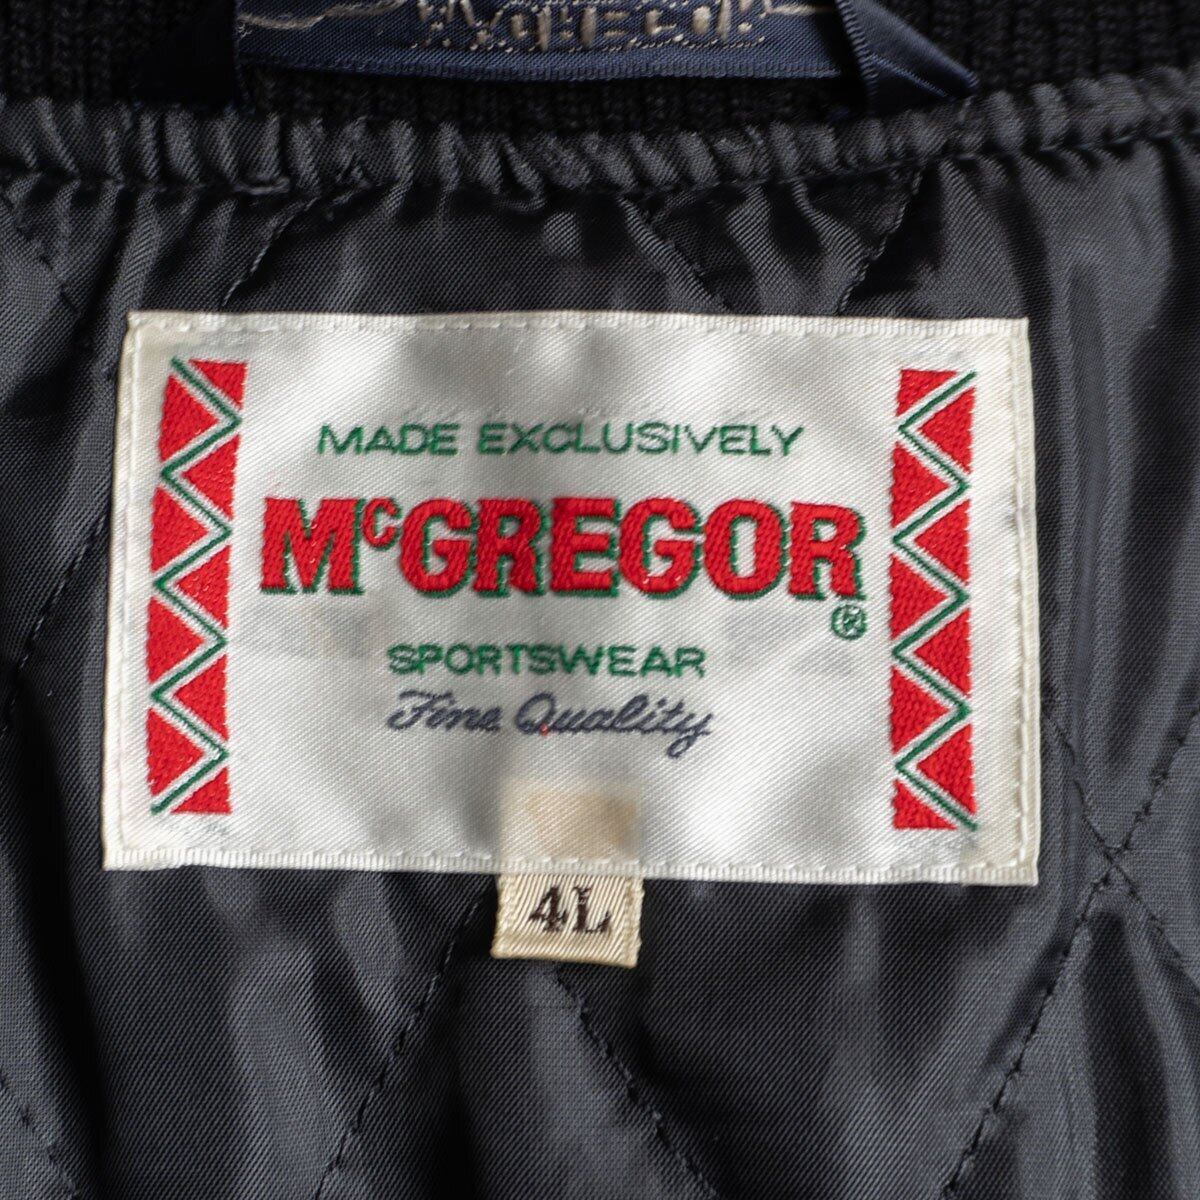 MADE EXCLUSIVELY
McGREGOR®
SPORTSWEAR
Fine Quality
4L